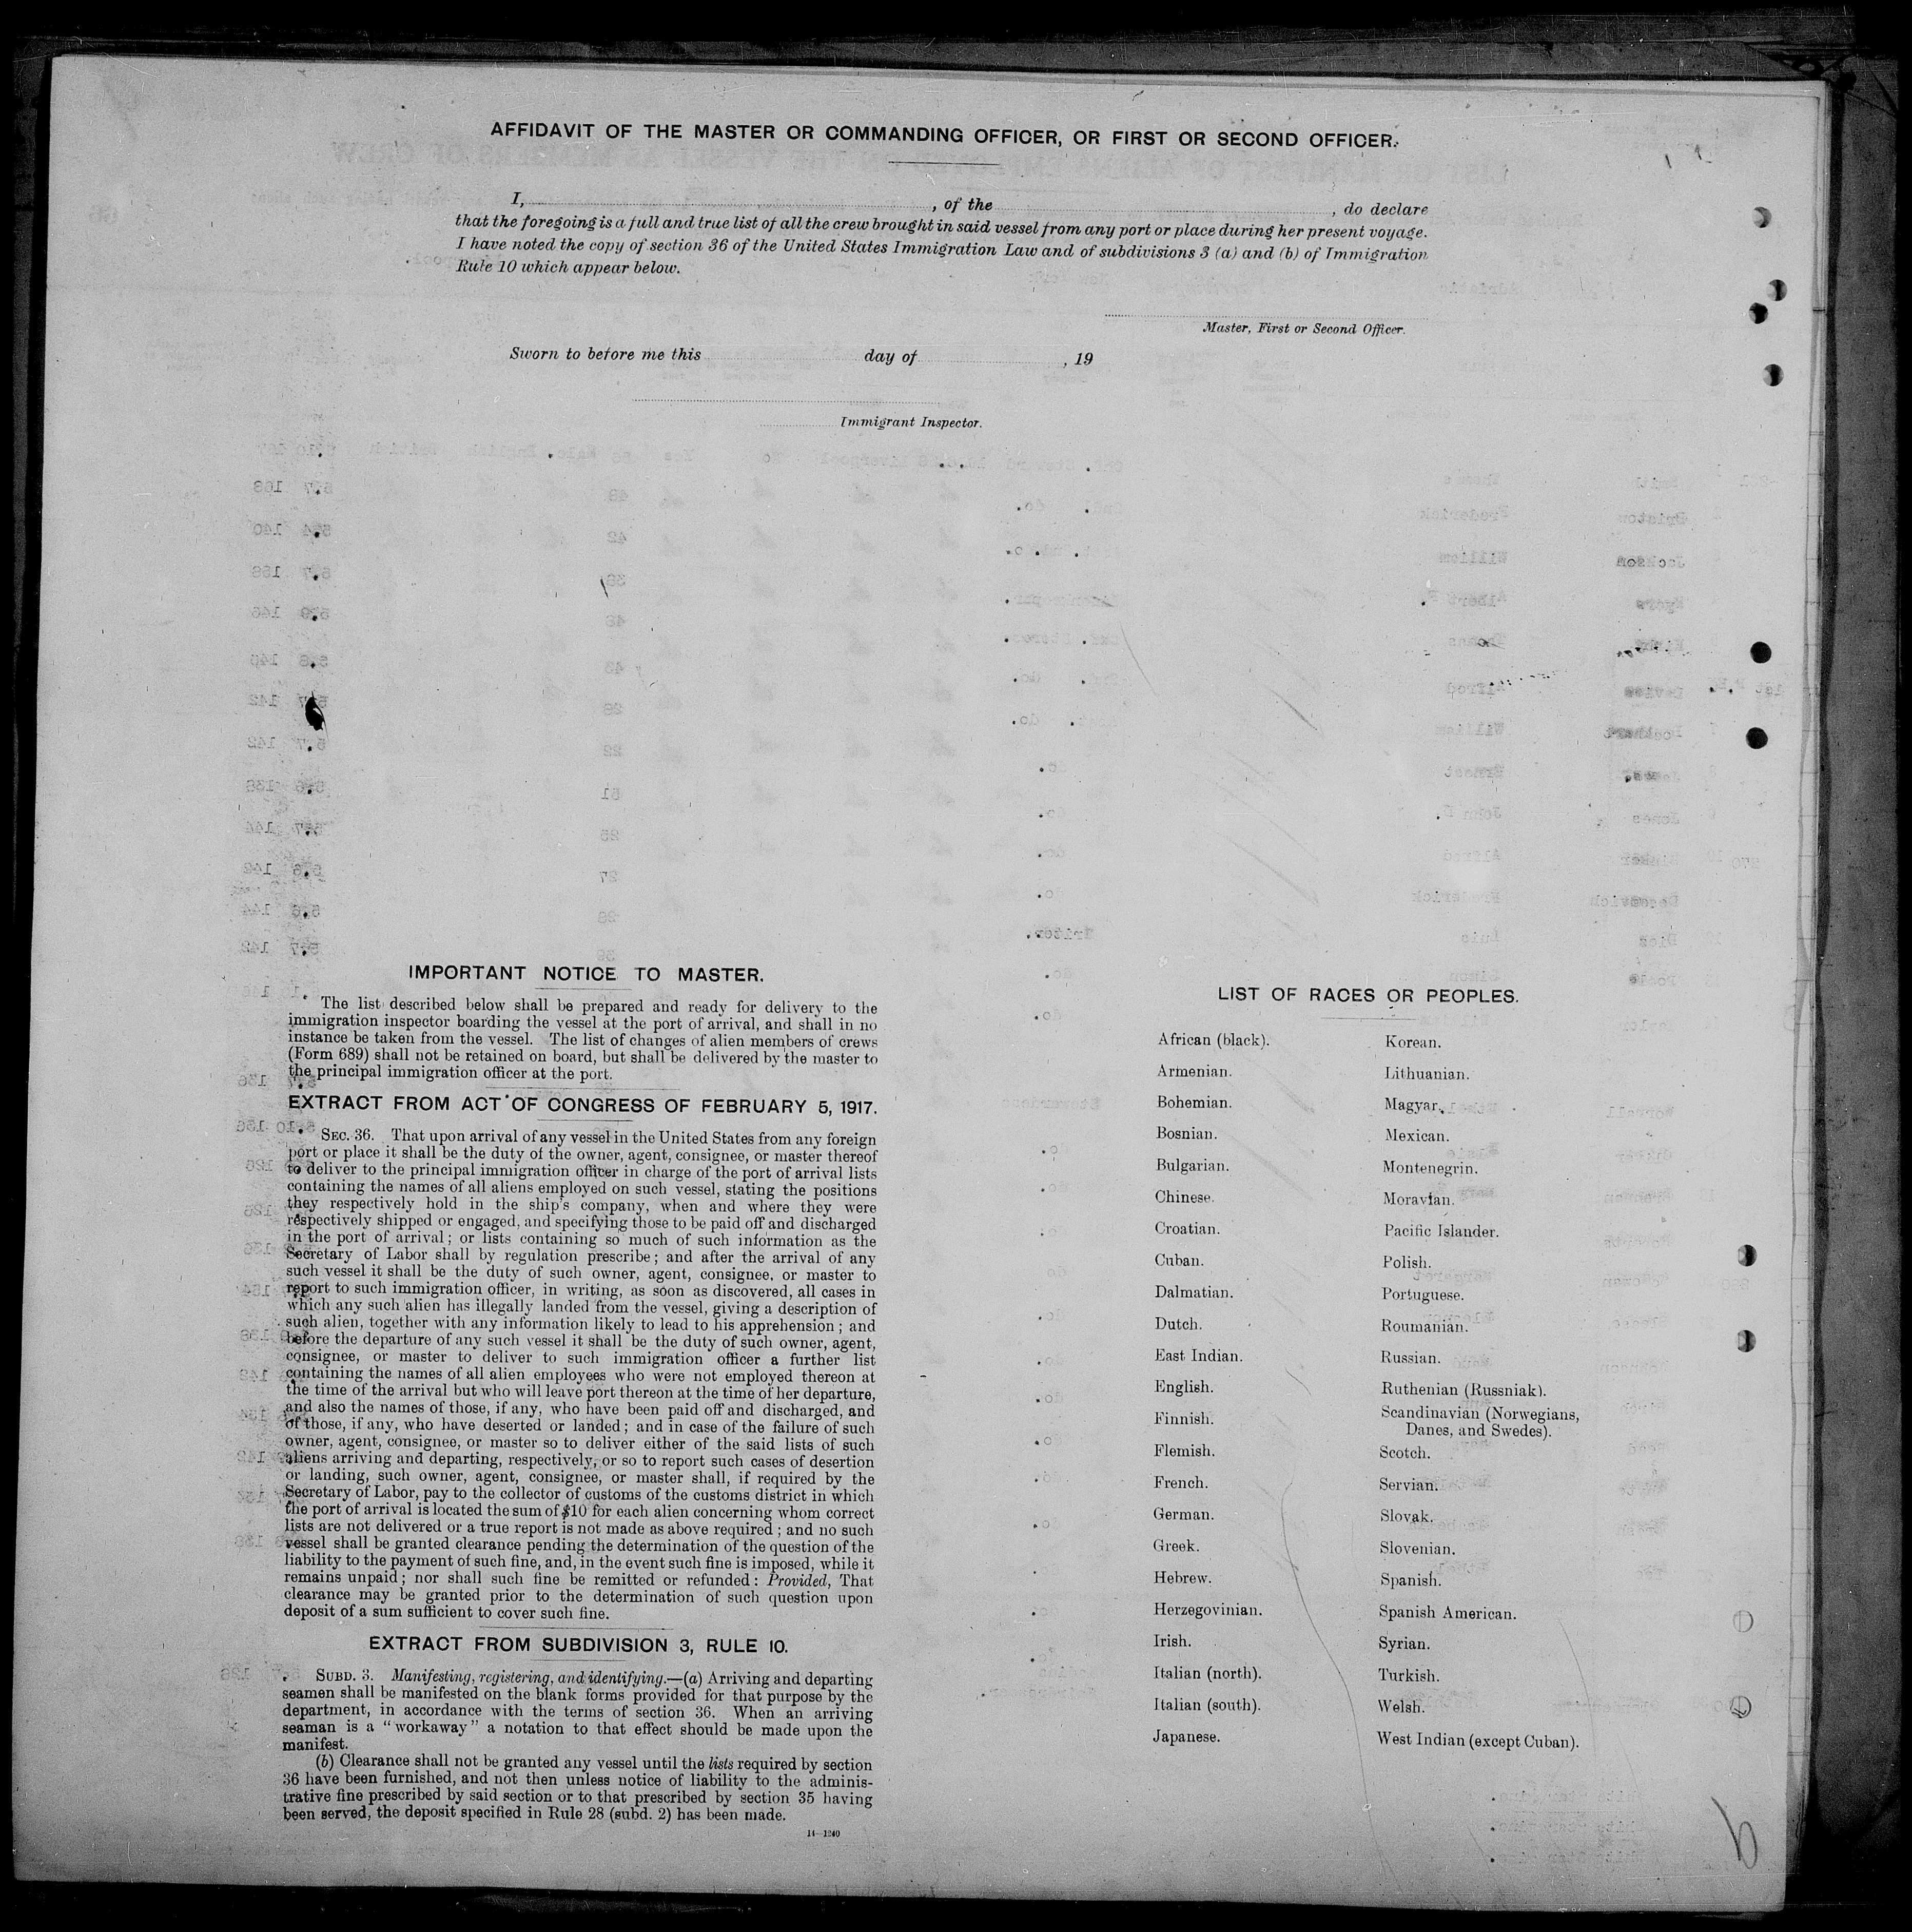 AFFIDAVIT OF THE MASTER OR COMMANDING OFFICER, OR FIRST OR SECOND OFFICER.
I, , of the , do declare
that the foregoing is a full and true list of all the crew brought in said vessel from any port or place during her present voyage.
I have noted the copy of section 36 of the United States Immigration Law and of subdivisions 3 (a) and (b) of Immigration
Rule 10 which appear below.
Master, First or Second Officer.
Sworn to before me this day of , 19
Immigrant Inspector.
IMPORTANT NOTICE TO MASTER.
The list described below shall be prepared and ready for delivery to the
immigration inspector boarding the vessel at the port of arrival, and shall in no
instance be taken from the vessel. The list of changes of alien members of crews
(Form 689) shall not be retained on board, but shall be delivered by the master to
the principal immigration officer at the port.
EXTRACT FROM ACT OF CONGRESS OF FEBRUARY 5, 1917.
SEC. 36. That upon arrival of any vessel in the United States from any foreign
port or place it shall be the duty of the owner, agent, consignee, or master thereof
to deliver to the principal immigration officer in charge of the port of arrival lists
containing the names of all aliens employed on such vessel, stating the positions
they respectively hold in the ship's company, when and where they were
respectively shipped or engaged, and specifying those to be paid off and discharged
in the port of arrival; or lists containing so much of such information as the
Secretary of Labor shall by regulation prescribe; and after the arrival of any
such vessel it shall be the duty of such owner, agent, consignee, or master to
report to such immigration officer, in writing, as soon as discovered, all cases in
which any such alien has illegally landed from the vessel, giving a description of
such alien, together with any information likely to lead to his apprehension; and
before the departure of any such vessel it shall be the duty of such owner, agent,
consignee, or master to deliver to such immigration officer a further list
containing the names of all alien employees who were not employed thereon at
the time of the arrival but who will leave port thereon at the time of her departure,
and also the names of those, if any, who have been paid off and discharged, and
of those, if any, who have deserted or landed; and in case of the failure of such
owner, agent, consignee, or master so to deliver either of the said lists of such
aliens arriving and departing, respectively, or so to report such cases of desertion
or landing, such owner, agent, consignee, or master shall, if required by the
Secretary of Labor, pay to the collector of customs of the customs district in which
the port of arrival is located the sum of $10 for each alien concerning whom correct
lists are not delivered or a true report is not made as above required; and no such
vessel shall be granted clearance pending the determination of the question of the
liability to the payment of such fine, and, in the event such fine is imposed, while it
remains unpaid; nor shall such fine be remitted or refunded: Provided, That
clearance may be granted prior to the determination of such question upon
deposit of a sum sufficient to cover such fine.
EXTRACT FROM SUBDIVISION 3, RULE 10.
SUBD. 3. Manifesting, registering, and identifying.—(a) Arriving and departing
seamen shall be manifested on the blank forms provided for that purpose by the
department, in accordance with the terms of section 36. When an arriving
seaman is a "workaway" a notation to that effect should be made upon the
manifest.
(b) Clearance shall not be granted any vessel until the lists required by section
36 have been furnished, and not then unless notice of liability to the adminis-
trative fine prescribed by said section or to that prescribed by section 35 having
been served, the deposit specified in Rule 28 (subd. 2) has been made.
14—1240
LIST OF RACES OR PEOPLES.
African (black).
Armenian.
Bohemian.
Bosnian.
Bulgarian.
Chinese.
Croatian.
Cuban.
Dalmatian.
Dutch.
East Indian.
English.
Finnish.
Flemish.
French.
German.
Greek.
Hebrew.
Herzegovinian.
Irish.
Italian (north).
Italian (south).
Japanese.
Korean.
Lithuanian.
Magyar.
Mexican.
Montenegrin.
Moravian.
Pacific Islander.
Polish.
Portuguese.
Roumanian.
Russian.
Ruthenian (Russniak).
Scandinavian (Norwegians,
Danes, and Swedes).
Scotch.
Servian.
Slovak.
Slovenian.
Spanish.
Spanish American.
Syrian.
Turkish.
Welsh.
West Indian (except Cuban).